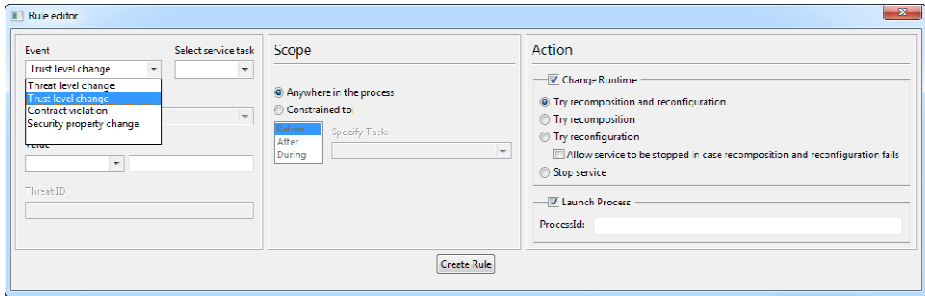 Rule editor
Event
Select service task
Trust level change
Threat level change
Trust level change
Contract violation
Security property change
Value
Threat ID
Scope
Anywhere in the process
Constrained to:
Before
After
During
Specify Task
Action
Change Runtime
Try recomposition and reconfiguration
Try recomposition
Try reconfiguration
Allow service to be stopped in case recomposition and reconfiguration fails
Stop service
Launch Process
ProcessId:
Create Rule